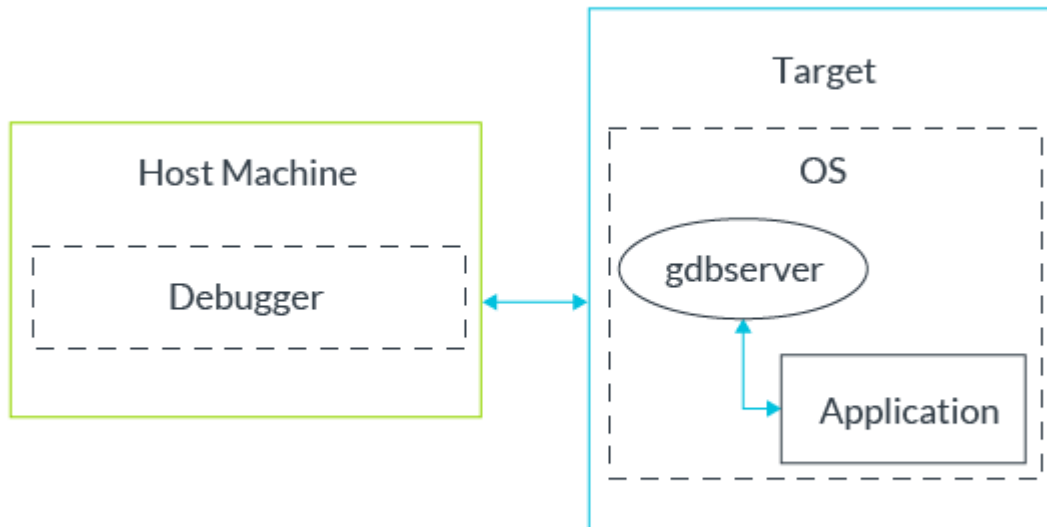 Host Machine
Debugger
Target
OS
gdbserver
Application